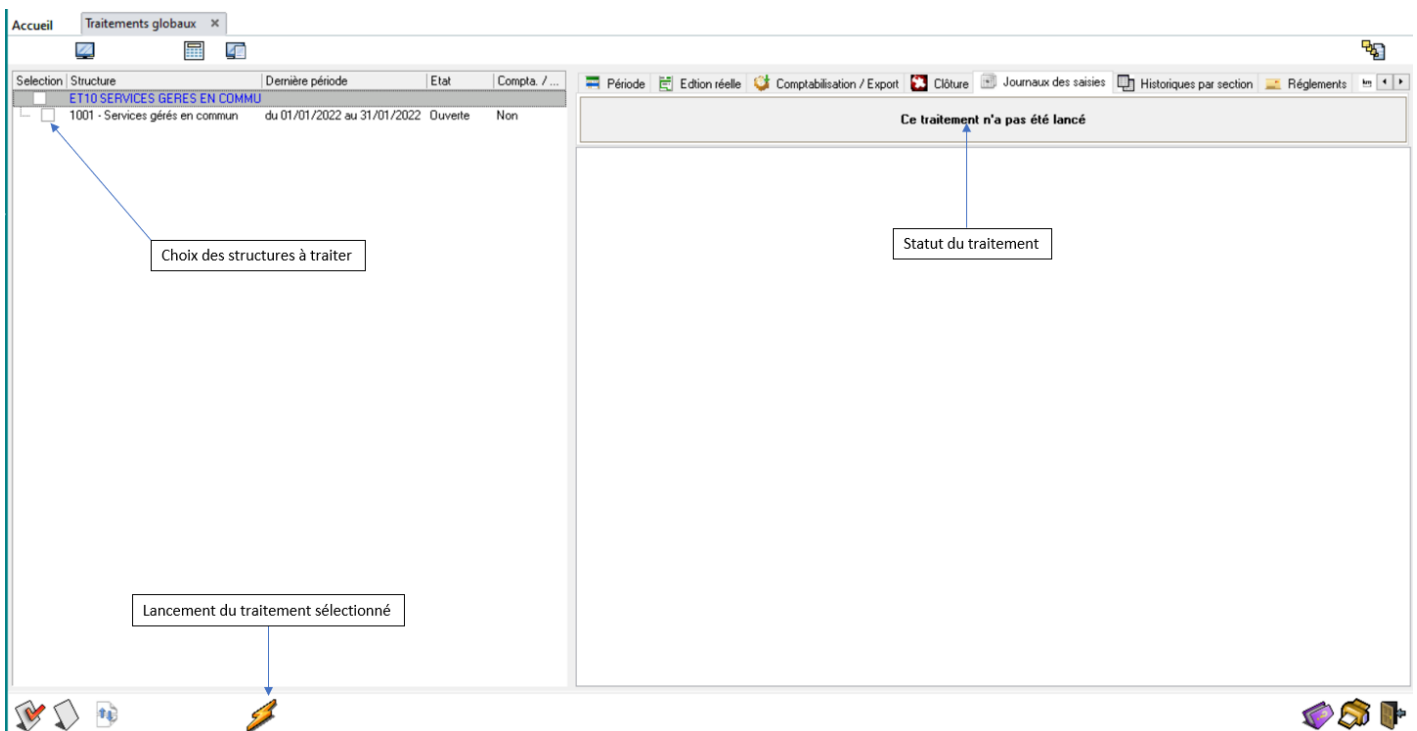 Accueil Traitements globaux ×
Selection Structure Dernière période Etat Compta. / ...
ET10 SERVICES GERES EN COMMU
1001 - Services gérés en commun du 01/01/2022 au 31/01/2022 Ouverte Non
Période Edtion réelle Comptabilisation / Export Clôture Journaux des saisies Historiques par section Réglements
Ce traitement n'a pas été lancé
Choix des structures à traiter
Statut du traitement
Lancement du traitement sélectionné